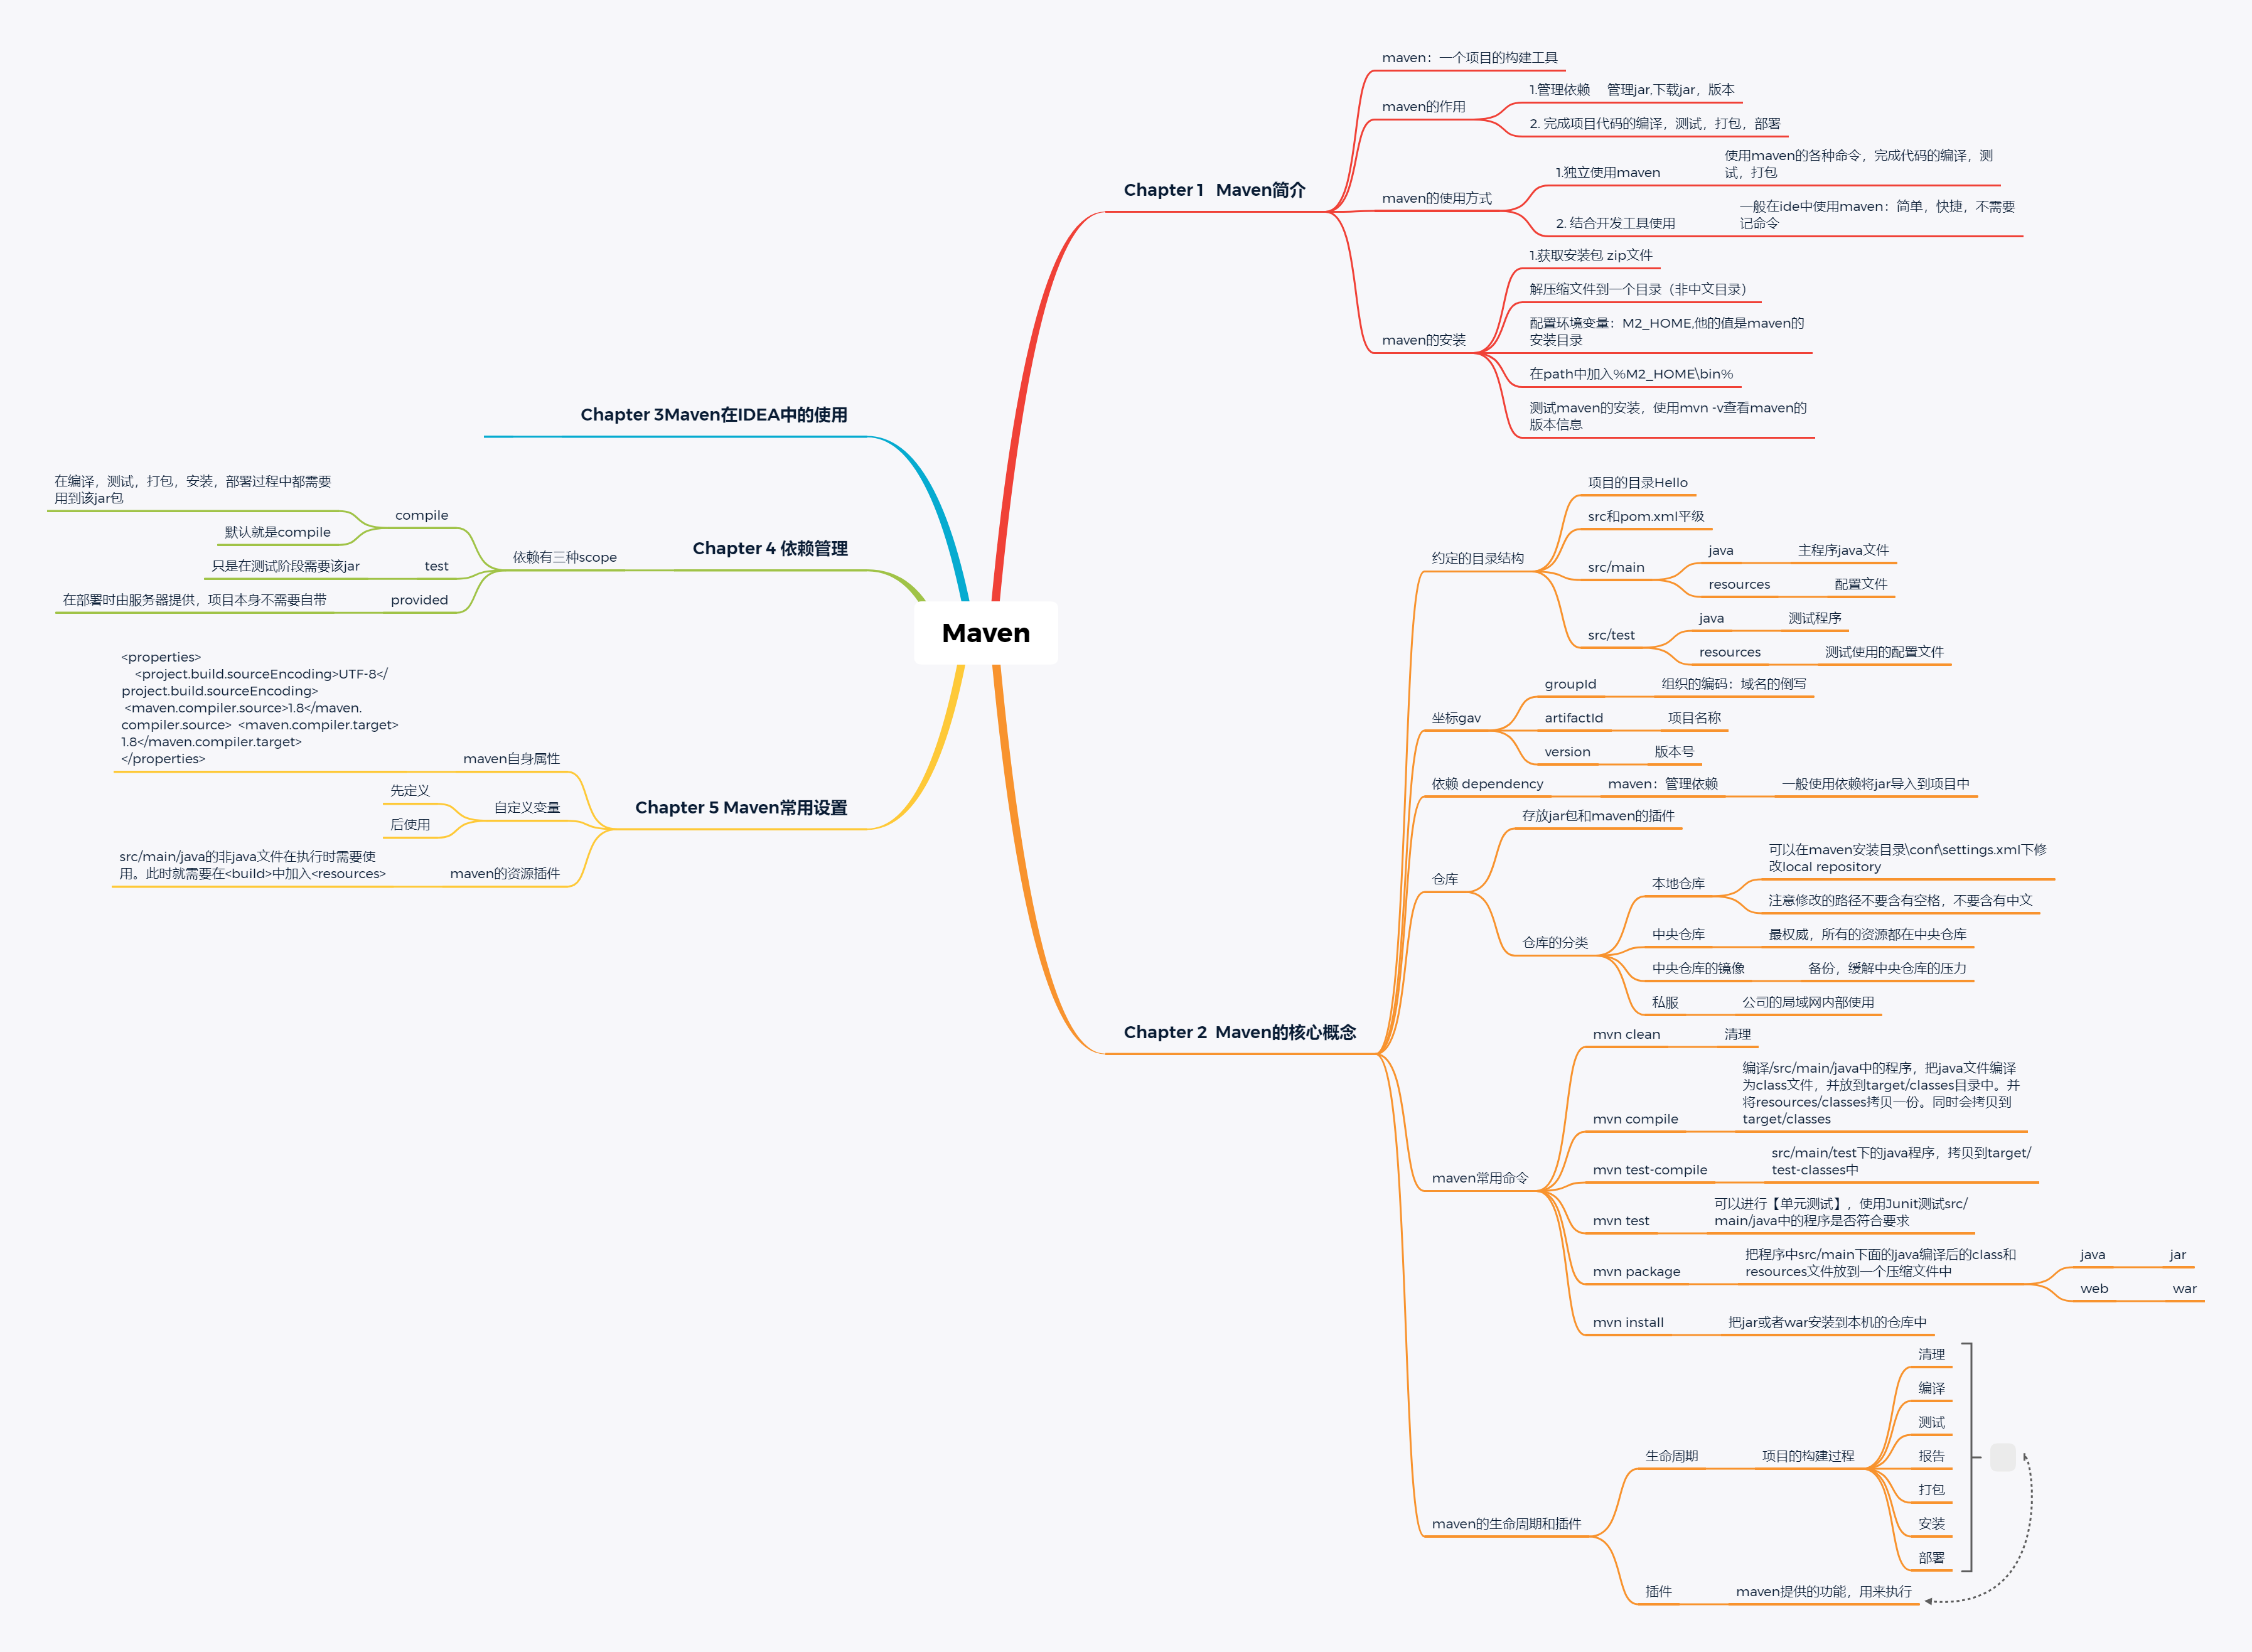 Maven
Chapter 1 Maven简介
maven：一个项目的构建工具
maven的作用
1.管理依赖 管理jar,下载jar，版本
2. 完成项目代码的编译，测试，打包，部署
maven的使用方式
1.独立使用maven
使用maven的各种命令，完成代码的编译，测
试，打包
2. 结合开发工具使用
一般在ide中使用maven：简单，快捷，不需要
记命令
maven的安装
1.获取安装包 zip文件
解压缩文件到一个目录（非中文目录）
配置环境变量：M2_HOME,他的值是maven的
安装目录
在path中加入%M2_HOME\bin%
测试maven的安装，使用mvn -v查看maven的
版本信息
Chapter 2 Maven的核心概念
约定的目录结构
项目的目录Hello
src和pom.xml平级
src/main
java
主程序java文件
resources
配置文件
src/test
java
测试程序
resources
测试使用的配置文件
坐标gav
groupId
组织的编码：域名的倒写
artifactId
项目名称
version
版本号
依赖 dependency
maven：管理依赖
一般使用依赖将jar导入到项目中
仓库
存放jar包和maven的插件
仓库的分类
本地仓库
可以在maven安装目录\conf\settings.xml下修
改local repository
注意修改的路径不要含有空格，不要含有中文
中央仓库
最权威，所有的资源都在中央仓库
中央仓库的镜像
备份，缓解中央仓库的压力
私服
公司的局域网内部使用
maven常用命令
mvn clean
清理
mvn compile
编译/src/main/java中的程序，把java文件编译
为class文件，并放到target/classes目录中。并
将resources/classes拷贝一份。同时会拷贝到
target/classes
mvn test-compile
src/main/test下的java程序，拷贝到target/
test-classes中
mvn test
可以进行【单元测试】，使用Junit测试src/
main/java中的程序是否符合要求
mvn package
把程序中src/main下面的java编译后的class和
resources文件放到一个压缩文件中
java
jar
web
war
mvn install
把jar或者war安装到本机的仓库中
maven的生命周期和插件
生命周期
项目的构建过程
清理
编译
测试
报告
打包
安装
部署
插件
maven提供的功能，用来执行
Chapter 3Maven在IDEA中的使用
Chapter 4 依赖管理
依赖有三种scope
compile
在编译，测试，打包，安装，部署过程中都需要
用到该jar包
默认就是compile
test
只是在测试阶段需要该jar
provided
在部署时由服务器提供，项目本身不需要自带
Chapter 5 Maven常用设置
maven自身属性
<properties>
<project.build.sourceEncoding>UTF-8</
project.build.sourceEncoding>
<maven.compiler.source>1.8</maven.
compiler.source> <maven.compiler.target>
1.8</maven.compiler.target>
</properties>
自定义变量
先定义
后使用
maven的资源插件
src/main/java的非java文件在执行时需要使
用。此时就需要在<build>中加入<resources>